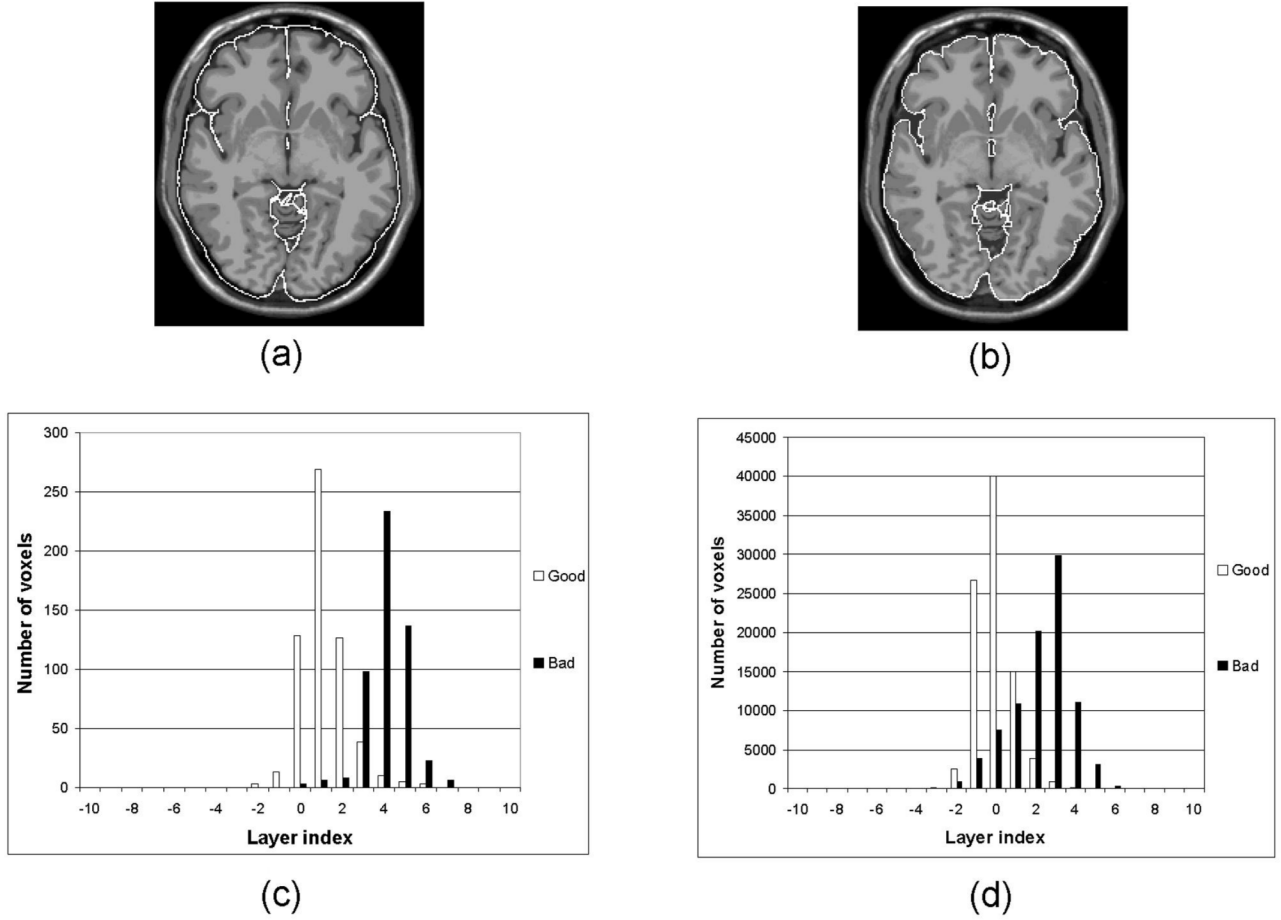 (a)
(b)
300
250
200
150
100
50
0
Number of voxels
-10 -8 -6 -4 -2 0 2 4 6 8 10
Layer index
Good
Bad
(c)
45000
40000
35000
30000
25000
20000
15000
10000
5000
0
Number of voxels
-10 -8 -6 -4 -2 0 2 4 6 8 10
Layer index
Good
Bad
(d)